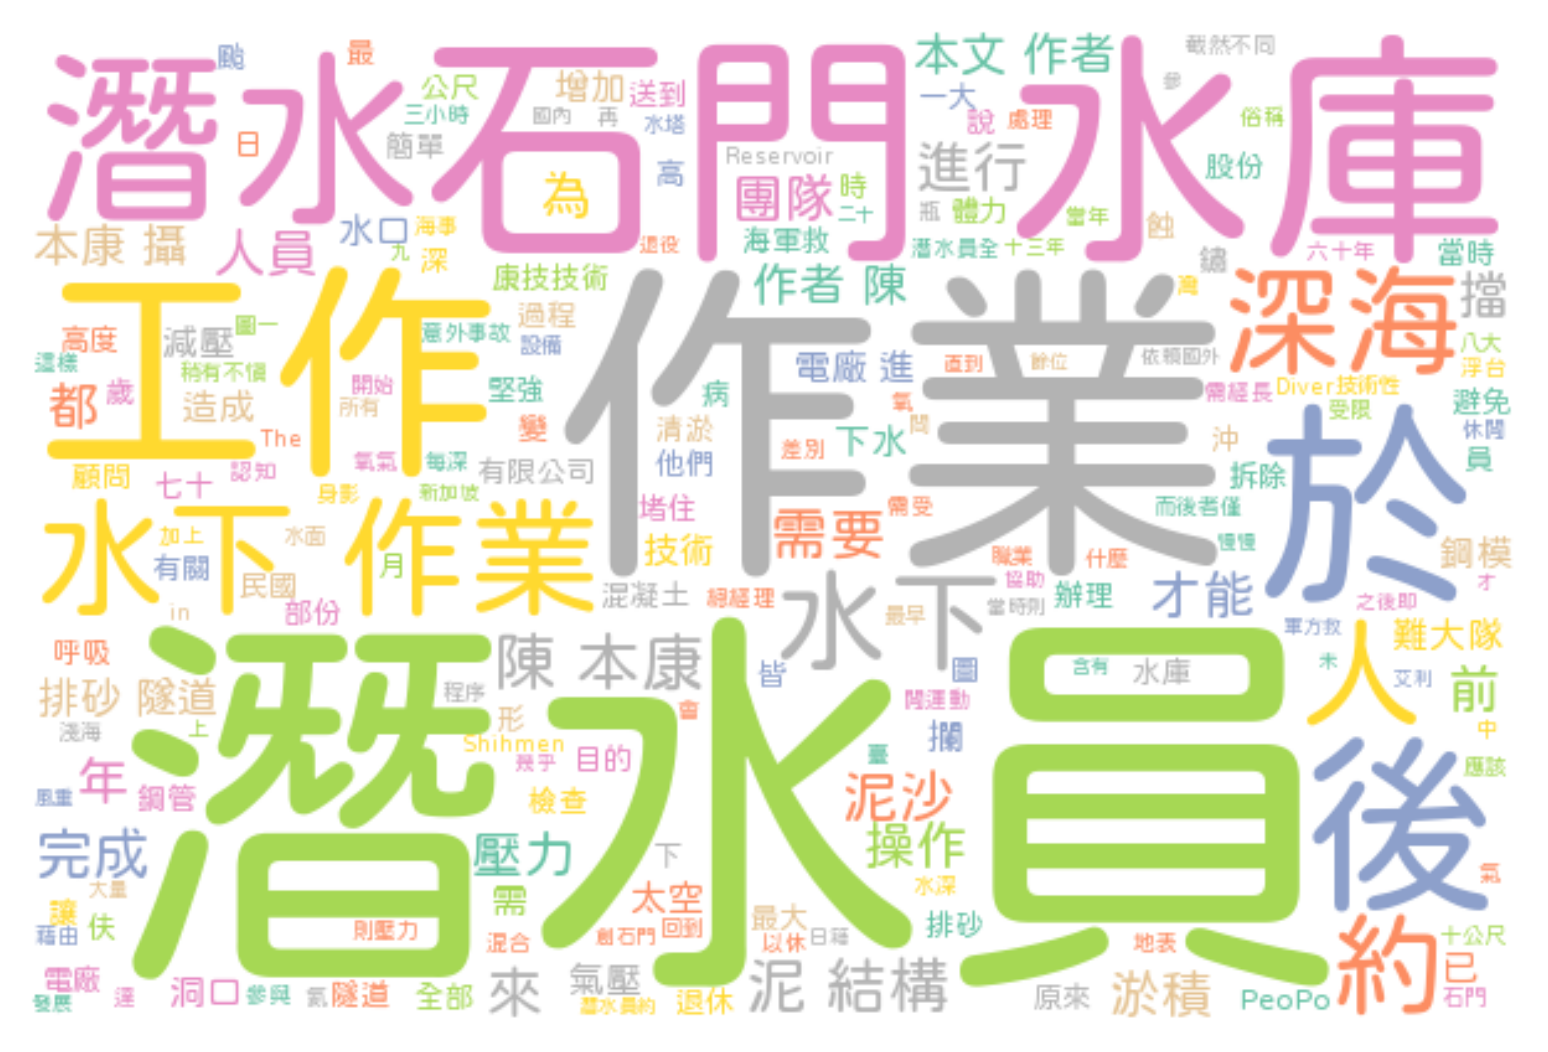 潛水石門 水庫
颱
最
公尺
增加
送到
本文 作者
截然不同
三小時
國內
再
水塔
一大
說
處理
俗稱
日
簡單
Reservoir
進行
股份
高
為
團隊
時
二十
瓶
體力
當年
蝕
本康 攝
人員
水口
海事
九
深
退役
海軍救
潛水員全
十三年
鏽
六十年
當時
康技技術
作者 陳
灣
深海
擋
工作
作業
高度
這樣
減壓
圖一
意外事故
過程
設備
電廠 進
直到
餘位
依賴國外
八大
浮台
稍有不慎
都
歲
造成
開始
所有
堅強
病
氧
需經長
Diver技術性
受限
避免
休閒
The
變
清淤
差別
下水
問
沖
於
員
顧問
七十
認知
氧氣
每深
有限公司
他們
拆除
身影
新加坡
堵住
需要
需受
而後者僅
水下 作業
加上
水面
技術
職業
什麼
慢慢
鋼模
有關
民國
月
混凝土
總經理
水下
協助
當時則
辦理
才能
才
in
部份
最早
之後即
呼吸
潛水員
陳 本康
圖
含有
水庫
軍方救
未
人
難大隊
艾利
前
排砂 隧道
程序
皆
閒運動
淺海
上
形
會
攔
中
Shihmen
幾乎
目的
臺
後
應該
年
鋼管
風重
檢查
泥沙
完成
壓力
下
操作
氣
大量
讓
需
太空
水深
藉由
佚
則壓力
混合
創石門
回到
最大
以休
日藉
排砂
地表
約
十公尺
電廠
洞口
參與
氦
隧道
全部
來
氣壓
泥 結構
原來
淤積
已
發展
達
潛水員約
退休
PeoPo
石門